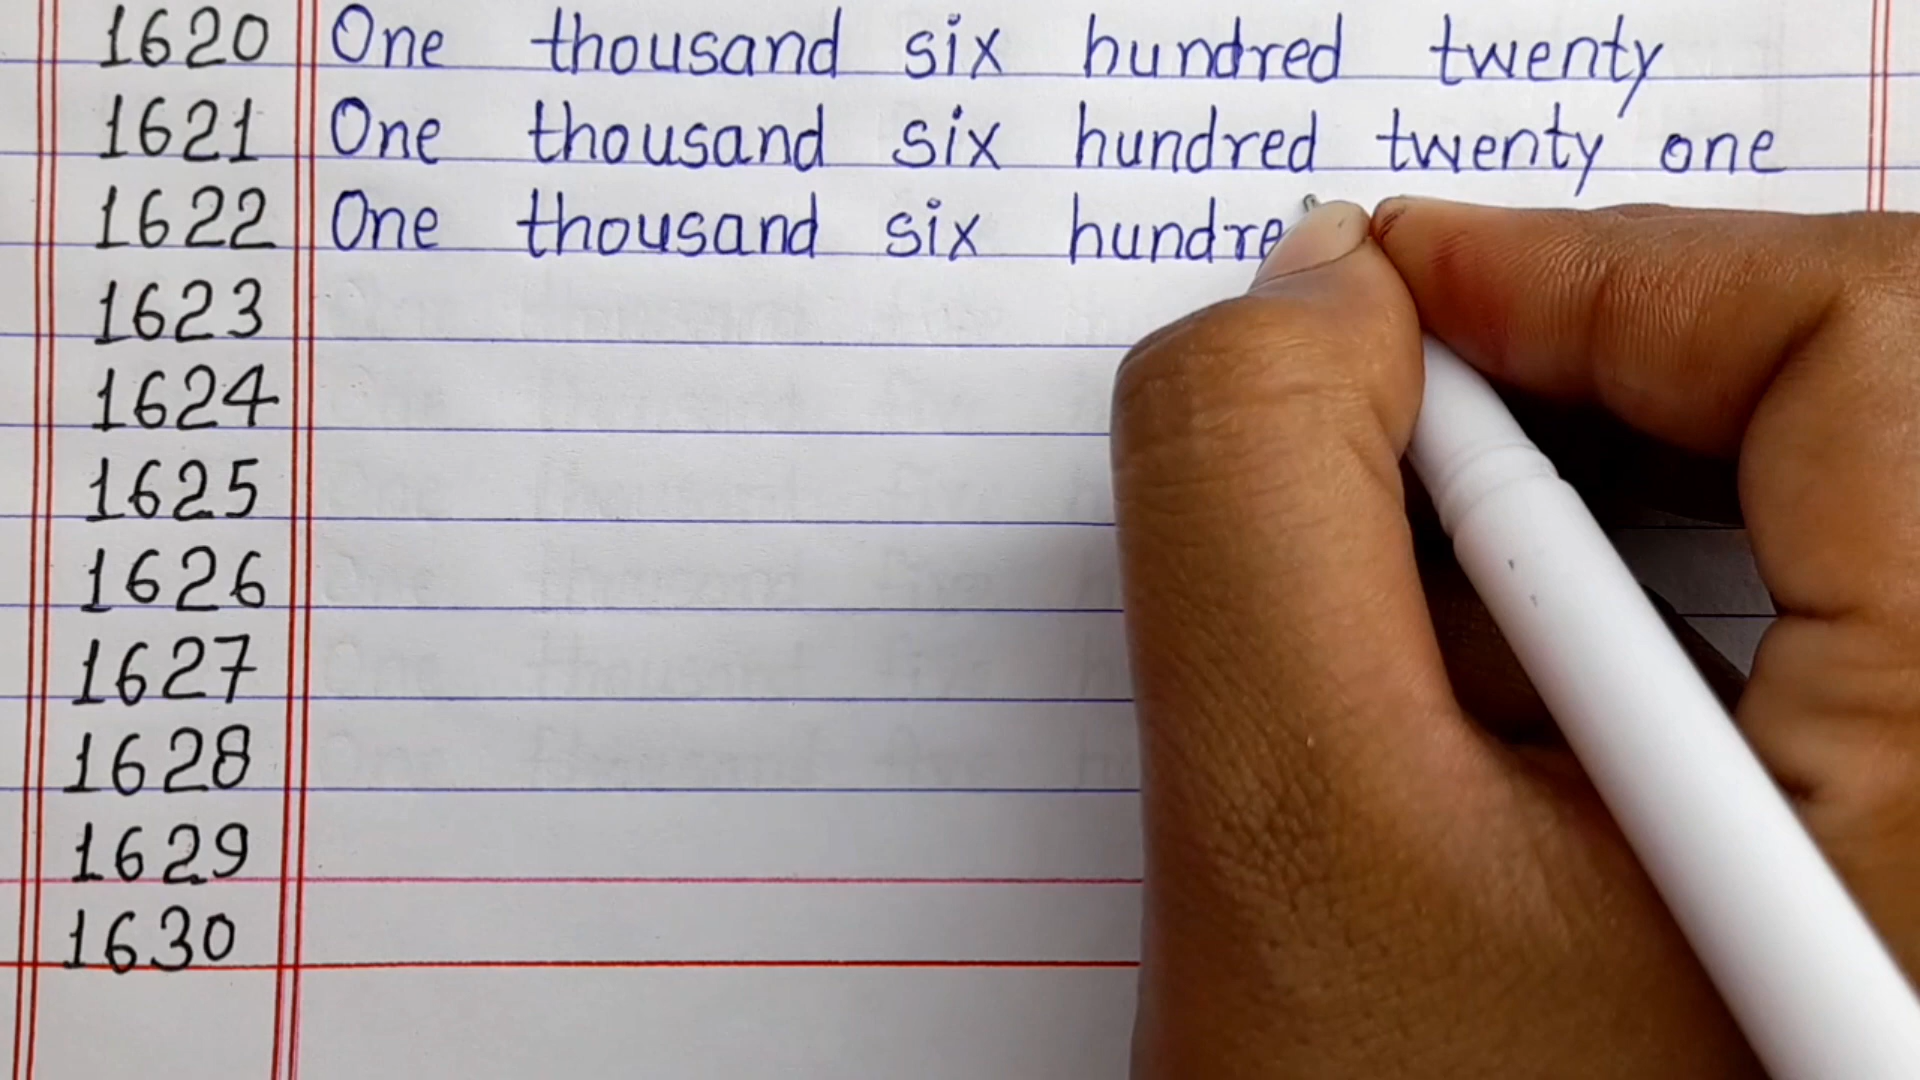 1620 One thousand six hundred twenty
1621 One thousand six hundred twenty one
1622 One thousand six hundre
1623
1624
1625
1626
1627
1628
1629
1630